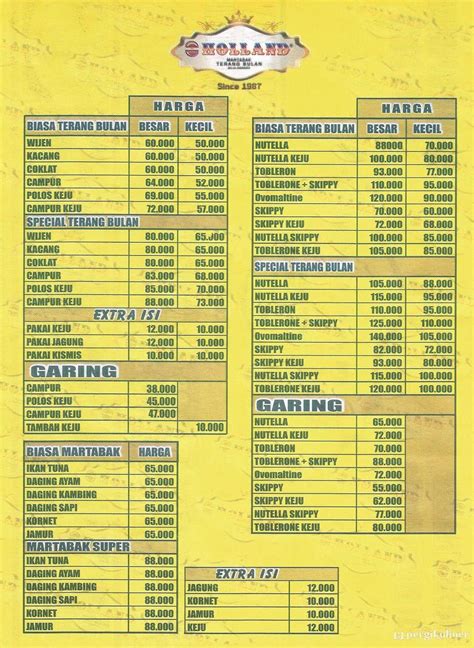 HOLLAND
MARTABAK
TERANG BULAN
Since 1987
HARGA
BIASA TERANG BULAN BESAR KECIL
WIJEN 60.000 50.000
KACANG 60.000 50.000
COKLAT 60.000 50.000
CAMPUR 64.000 52.000
POLOS KEJU 69.000 55.000
CAMPUR KEJU 72.000 57.000
SPECIAL TERANG BULAN
WIJEN 80.000 65.000
KACANG 80.000 65.000
COKLAT 80.000 65.000
CAMPUR 83.000 68.000
POLOS KEJU 85.000 70.000
CAMPUR KEJU 88.000 73.000
EXTRA ISI
PAKAI KEJU 12.000 10.000
PAKAI JAGUNG 12.000 10.000
PAKAI KISMIS 10.000 10.000
GARING
CAMPUR 38.000
POLOS KEJU 45.000
CAMPUR KEJU 47.000
TAMBAH KEJU 10.000
BIASA MARTABAK HARGA
IKAN TUNA 65.000
DAGING AYAM 65.000
DAGING KAMBING 65.000
DAGING SAPI 65.000
KORNET 65.000
JAMUR 65.000
MARTABAK SUPER
IKAN TUNA 88.000
DAGING AYAM 88.000
DAGING KAMBING 88.000
DAGING SAPI 88.000
KORNET 88.000
JAMUR 88.000
HARGA
BIASA TERANG BULAN BESAR KECIL
NUTELLA 88000 70.000
NUTELLA KEJU 100.000 80.000
TOBLERON 93.000 77.000
TOBLERONE + SKIPPY 110.000 95.000
Ovomaltine 120.000 90.000
SKIPPY 70.000 60.000
SKIPPY KEJU 72.000 68.000
NUTELLA SKIPPY 100.000 85.000
TOBLERONE KEJU 105.000 85.000
SPECIAL TERANG BULAN
NUTELLA 105.000 88.000
NUTELLA KEJU 115.000 95.000
TOBLERON 110.000 95.000
TOBLERONE + SKIPPY 115.000 100.000
Ovomaltine 140.000 105.000
SKIPPY 82.000 72.000
SKIPPY KEJU 93.000 80.000
NUTELLA SKIPPY 115.000 100.000
TOBLERONE KEJU 120.000 100.000
GARING
NUTELLA 65.000
NUTELLA KEJU 72.000
TOBLERON 70.000
TOBLERONE + SKIPPY 88.000
Ovomaltine 72.000
SKIPPY 55.000
SKIPPY KEJU 60.000
NUTELLA SKIPPY 72.000
TOBLERONE KEJU 80.000
EXTRA ISI
JAGUNG 12.000
KORNET 10.000
JAMUR 10.000
KEJU 12.000
pergikuliner